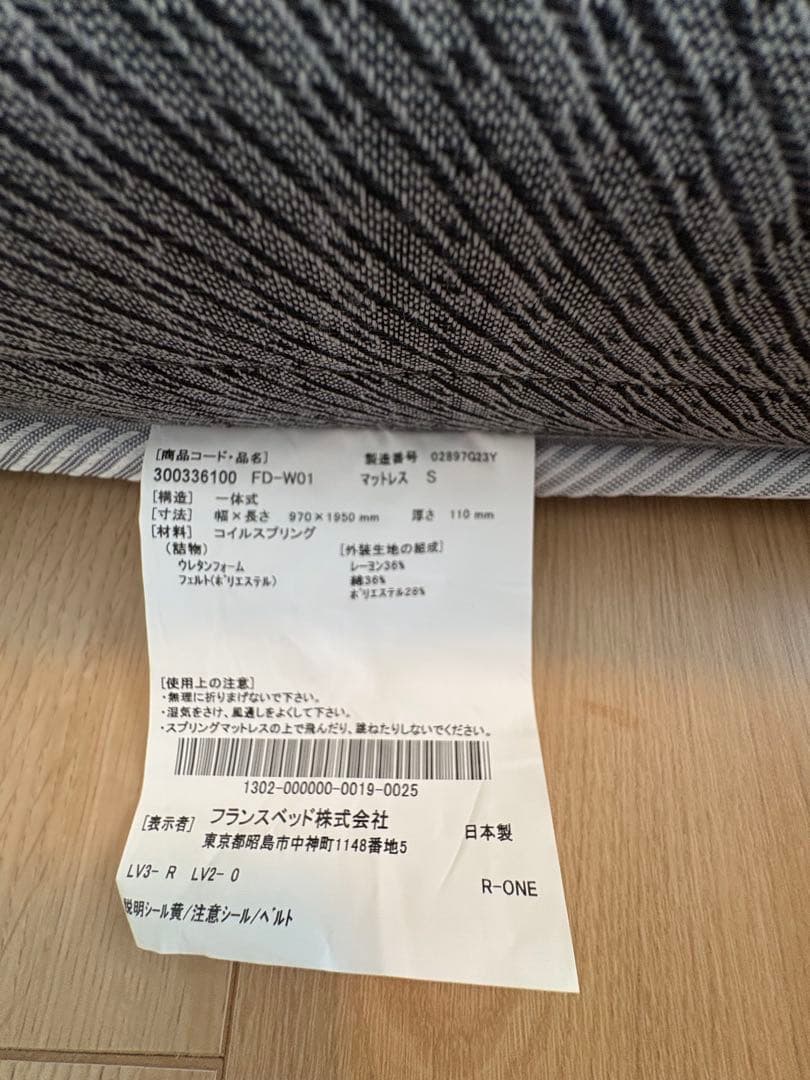 [商品コード・品名] 製造番号 02897G23Y
300336100 FD-W01 マットレス S
[構造] 一体式
[寸法] 幅×長さ 970×1950 mm 厚さ 110 mm
[材料] コイルスプリング
(詰物) [外装生地の組成]
ウレタンフォーム レーヨン36%
フェルト(ポリエステル) 綿36%
ポリエステル28%
[使用上の注意]
・無理に折りまげないで下さい。
・湿気をさけ、風通しをよくして下さい。
・スプリングマットレスの上で飛んだり、跳ねたりしないでください。
1302-000000-0019-0025
[表示者] フランスベッド株式会社 日本製
東京都昭島市中神町1148番地5
LV3- R LV2- O R-ONE
説明シール黄/注意シール/ベルト